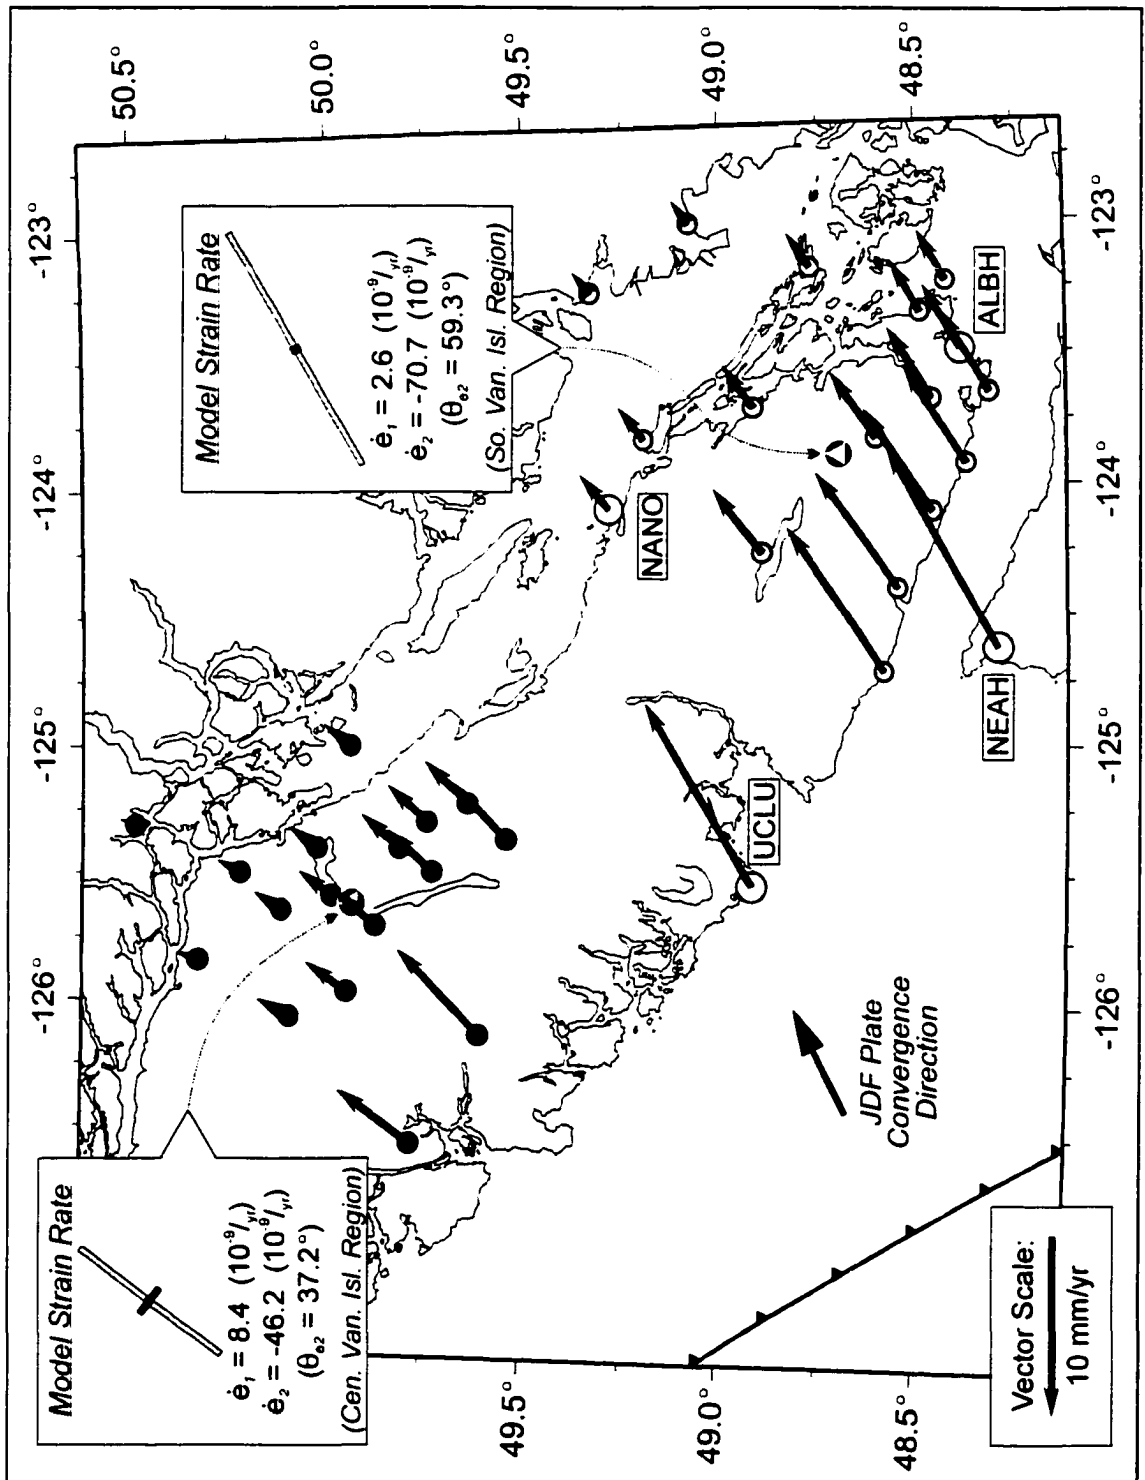 Model Strain Rate
ė₁ = 8.4 (10⁻⁹/yr)
ė₂ = -46.2 (10⁻⁹/yr)
(θₑ₂ = 37.2°)
(Cen. Van. Isl. Region)
Model Strain Rate
ė₁ = 2.6 (10⁻⁹/yr)
ė₂ = -70.7 (10⁻⁹/yr)
(θₑ₂ = 59.3°)
(So. Van. Isl. Region)
-126°
-125°
-124°
-123°
50.5°
50.0°
49.5°
49.0°
48.5°
49.5°
49.0°
48.5°
NANO
UCLU
NEAH
ALBH
JDF Plate
Convergence
Direction
Vector Scale:
10 mm/yr
-126°
-125°
-124°
-123°